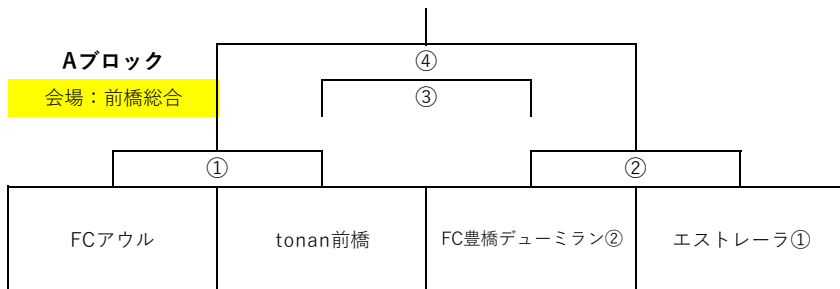 ④
Aブロック
会場：前橋総合
③
①
②
FCアウル
tonan前橋
FC豊橋デューミラン②
エストレーラ①